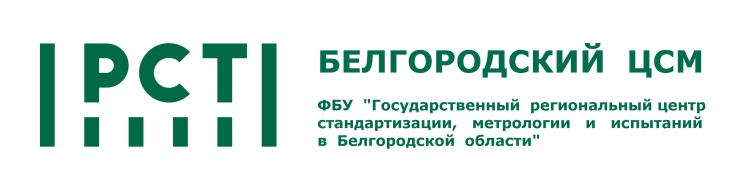 РСТ
БЕЛГОРОДСКИЙ ЦСМ
ФБУ "Государственный региональный центр
стандартизации, метрологии и испытаний
в Белгородской области"